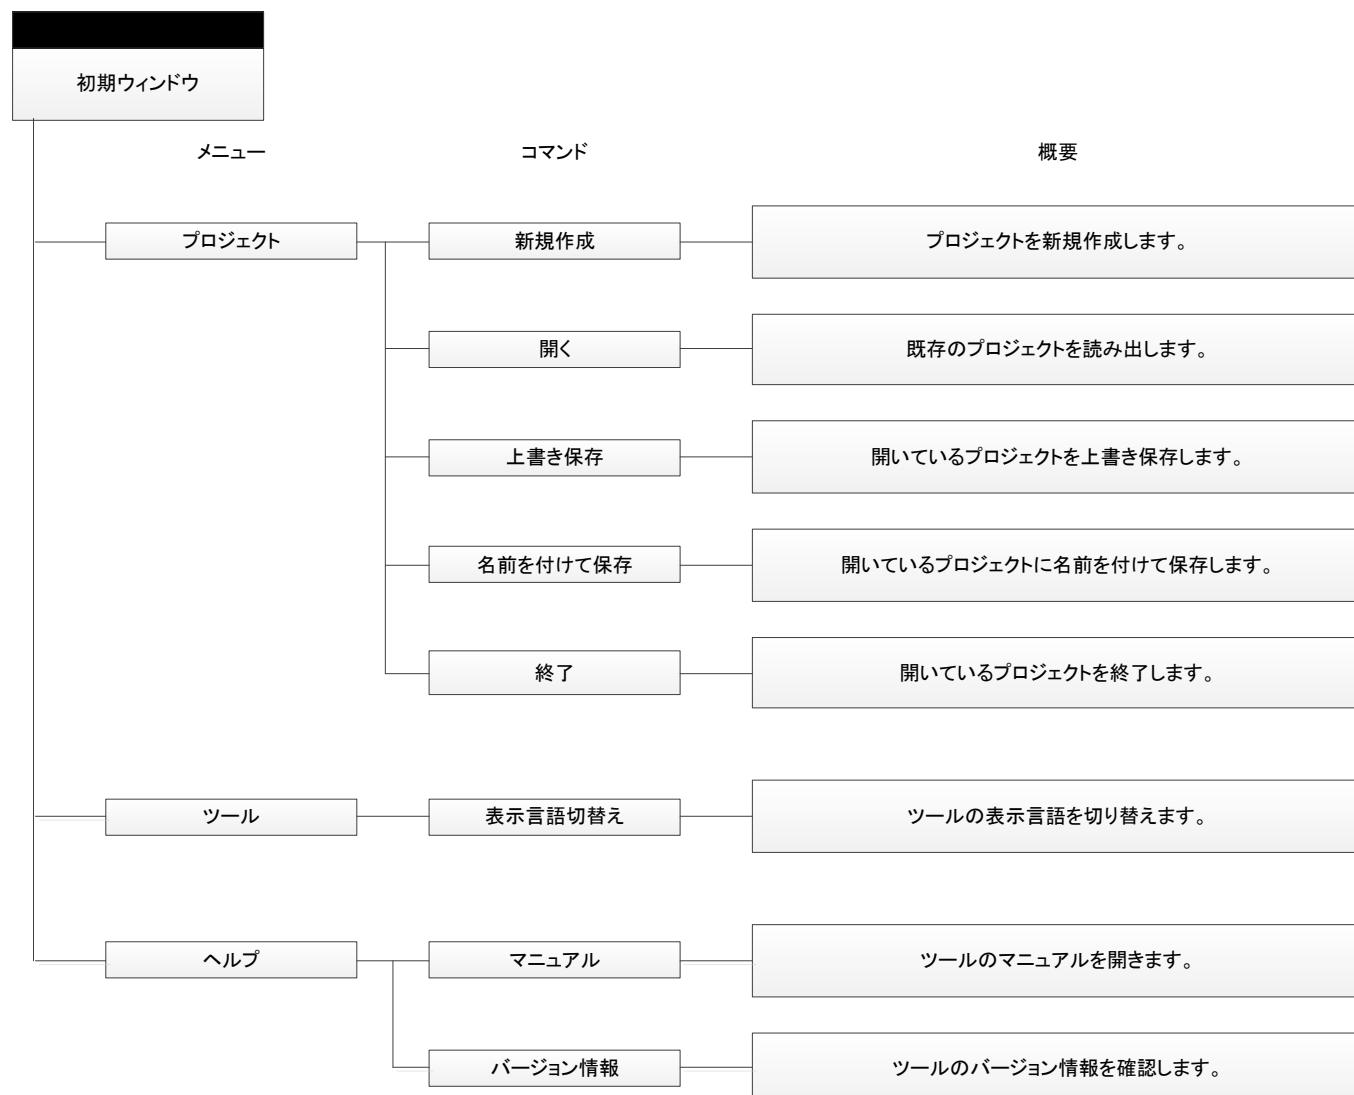 初期ウィンドウ
メニュー
コマンド
概要
プロジェクト
新規作成
プロジェクトを新規作成します。
開く
既存のプロジェクトを読み出します。
上書き保存
開いているプロジェクトを上書き保存します。
名前を付けて保存
開いているプロジェクトに名前を付けて保存します。
終了
開いているプロジェクトを終了します。
ツール
表示言語切替え
ツールの表示言語を切り替えます。
ヘルプ
マニュアル
ツールのマニュアルを開きます。
バージョン情報
ツールのバージョン情報を確認します。